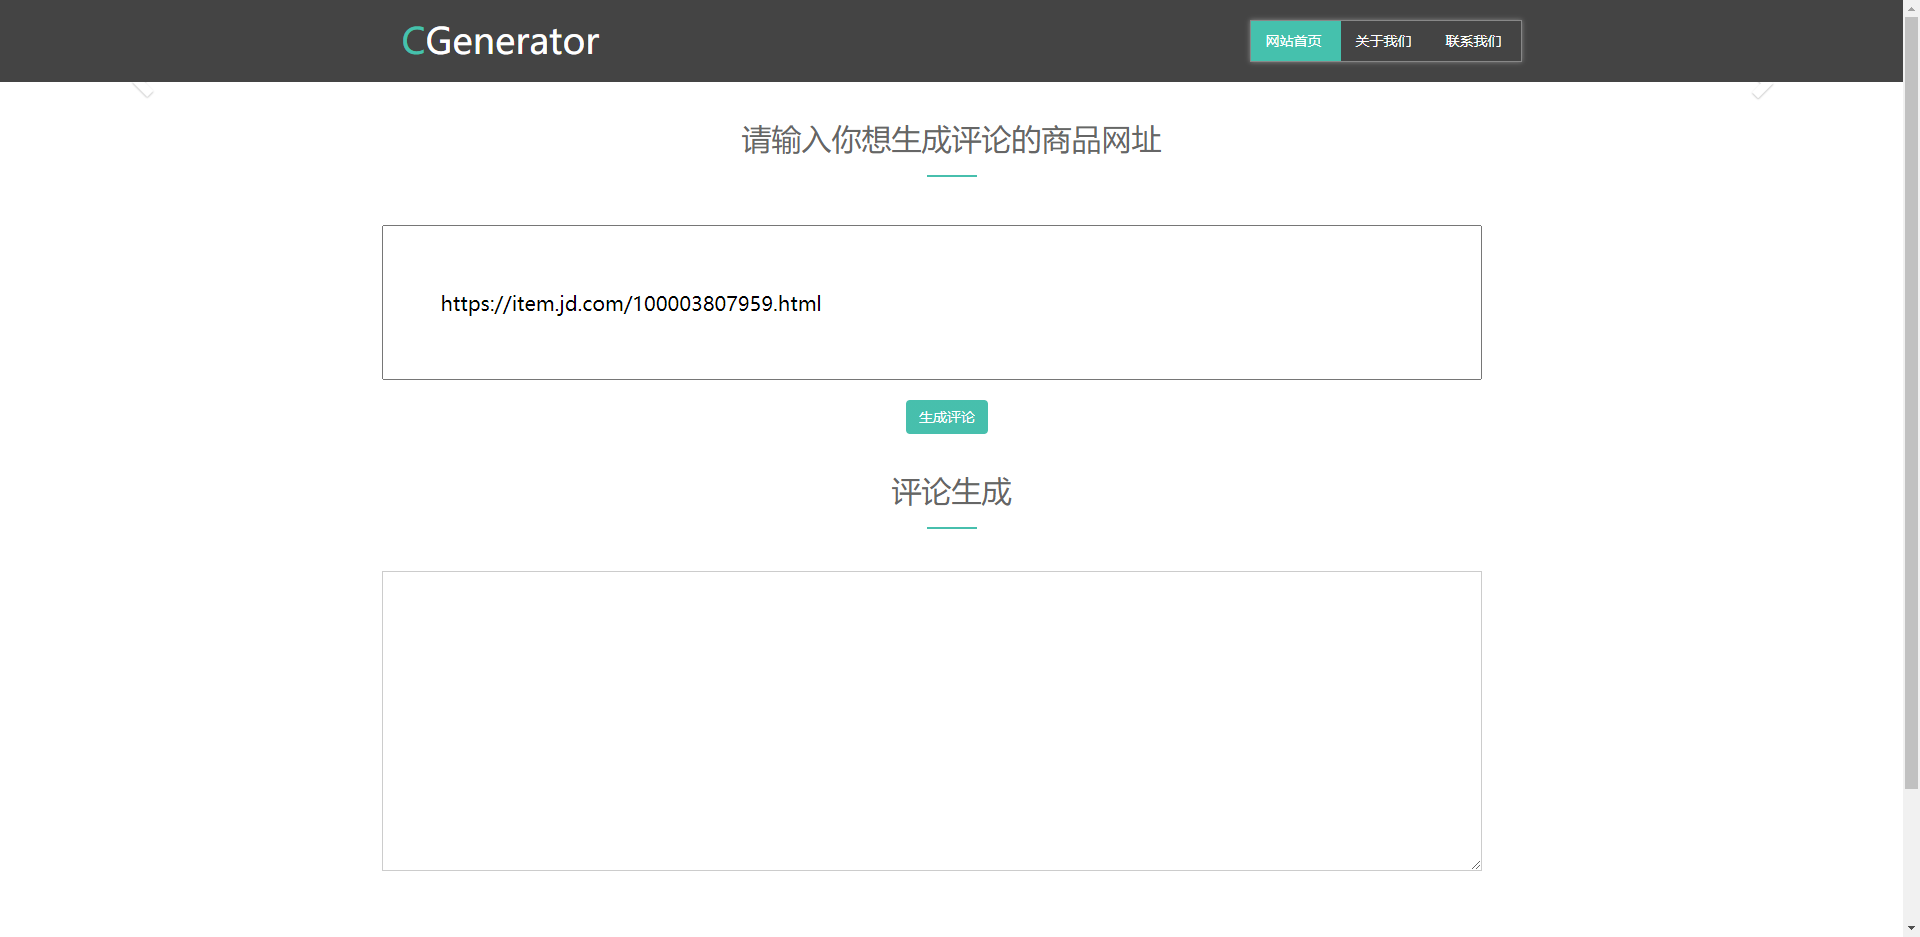 CGenerator
网站首页 关于我们 联系我们
请输入你想生成评论的商品网址
https://item.jd.com/100003807959.html
生成评论
评论生成